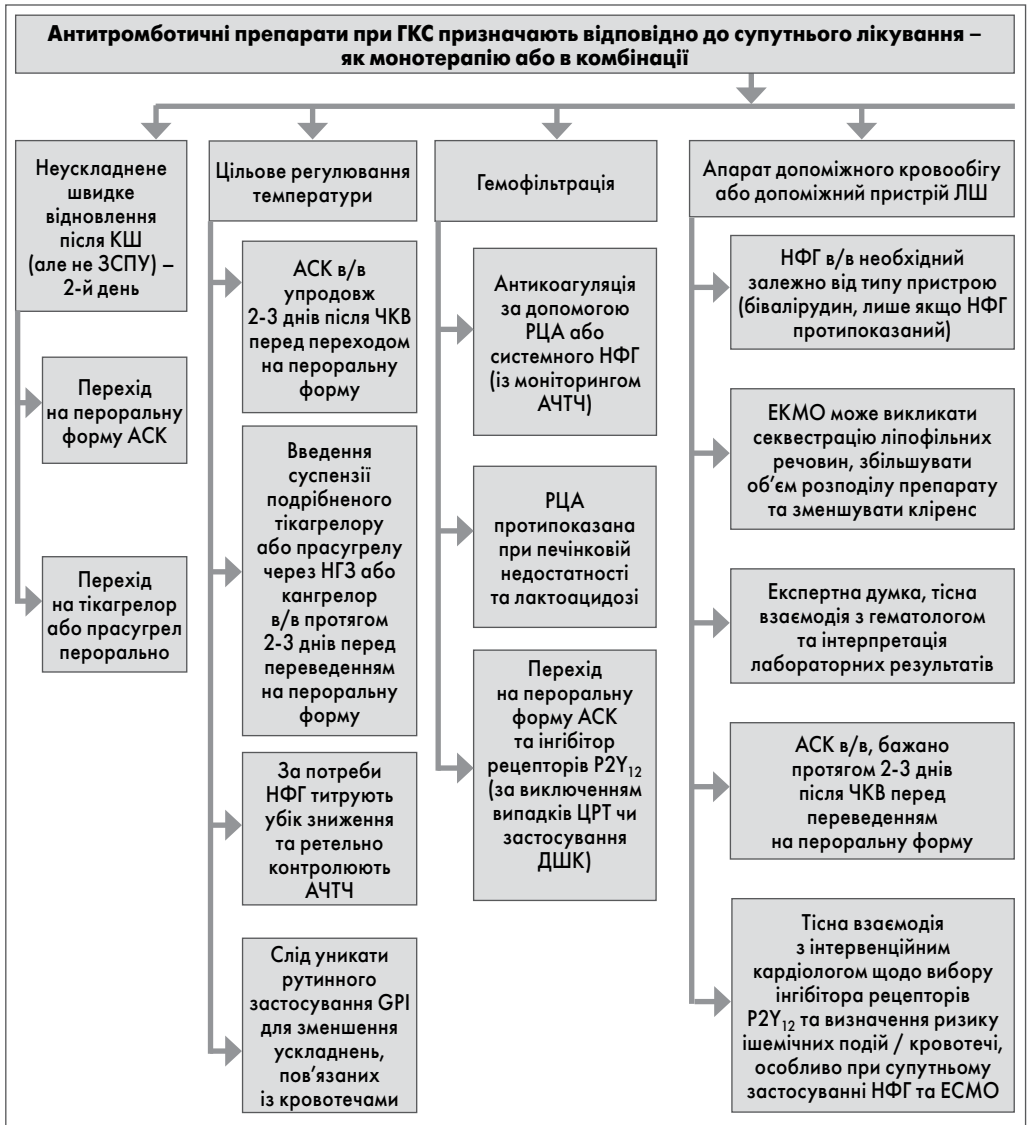 Антитромботичні препарати при ГКС призначають відповідно до супутнього лікування –
як монотерапію або в комбінації
Неускладнене
швидке
відновлення
після КШ
(але не ЗСПУ) –
2-й день
Перехід
на пероральну
форму АСК
Перехід
на тікагрелор
або прасугрел
перорально
Цільове регулювання
температури
АСК в/в
упродовж
2-3 днів після ЧКВ
перед переходом
на пероральну
форму
Введення
суспензії
подрібненого
тікагрелору
або прасугрелу
через НГЗ або
кангрелор
в/в протягом
2-3 днів перед
переведенням
на пероральну
форму
За потреби
НФГ титрують
убік зниження
та ретельно
контролюють
АЧТЧ
Слід уникати
рутинного
застосування GPI
для зменшення
ускладнень,
пов’язаних
із кровотечами
Гемофільтрація
Антикоагуляція
за допомогою
РЦА або
системного НФГ
(із моніторингом
АЧТЧ)
РЦА
протипоказана
при печінковій
недостатності
та лактоацидозі
Перехід
на пероральну
форму АСК
та інгібітор
рецепторів P2Y₁₂
(за виключенням
випадків ЦРТ чи
застосування
ДШК)
Апарат допоміжного кровообігу
або допоміжний пристрій ЛШ
НФГ в/в необхідний
залежно від типу пристрою
(бівалірудин, лише якщо НФГ
протипоказаний)
ЕКМО може викликати
секвестрацію ліпофільних
речовин, збільшувати
об’єм розподілу препарату
та зменшувати кліренс
Експертна думка, тісна
взаємодія з гематологом
та інтерпретація
лабораторних результатів
АСК в/в, бажано
протягом 2-3 днів
після ЧКВ перед
переведенням
на пероральну форму
Тісна взаємодія
з інтервенційним
кардіологом щодо вибору
інгібітора рецепторів
P2Y₁₂ та визначення ризику
ішемічних подій / кровотечі,
особливо при супутньому
застосуванні НФГ та ЕСМО